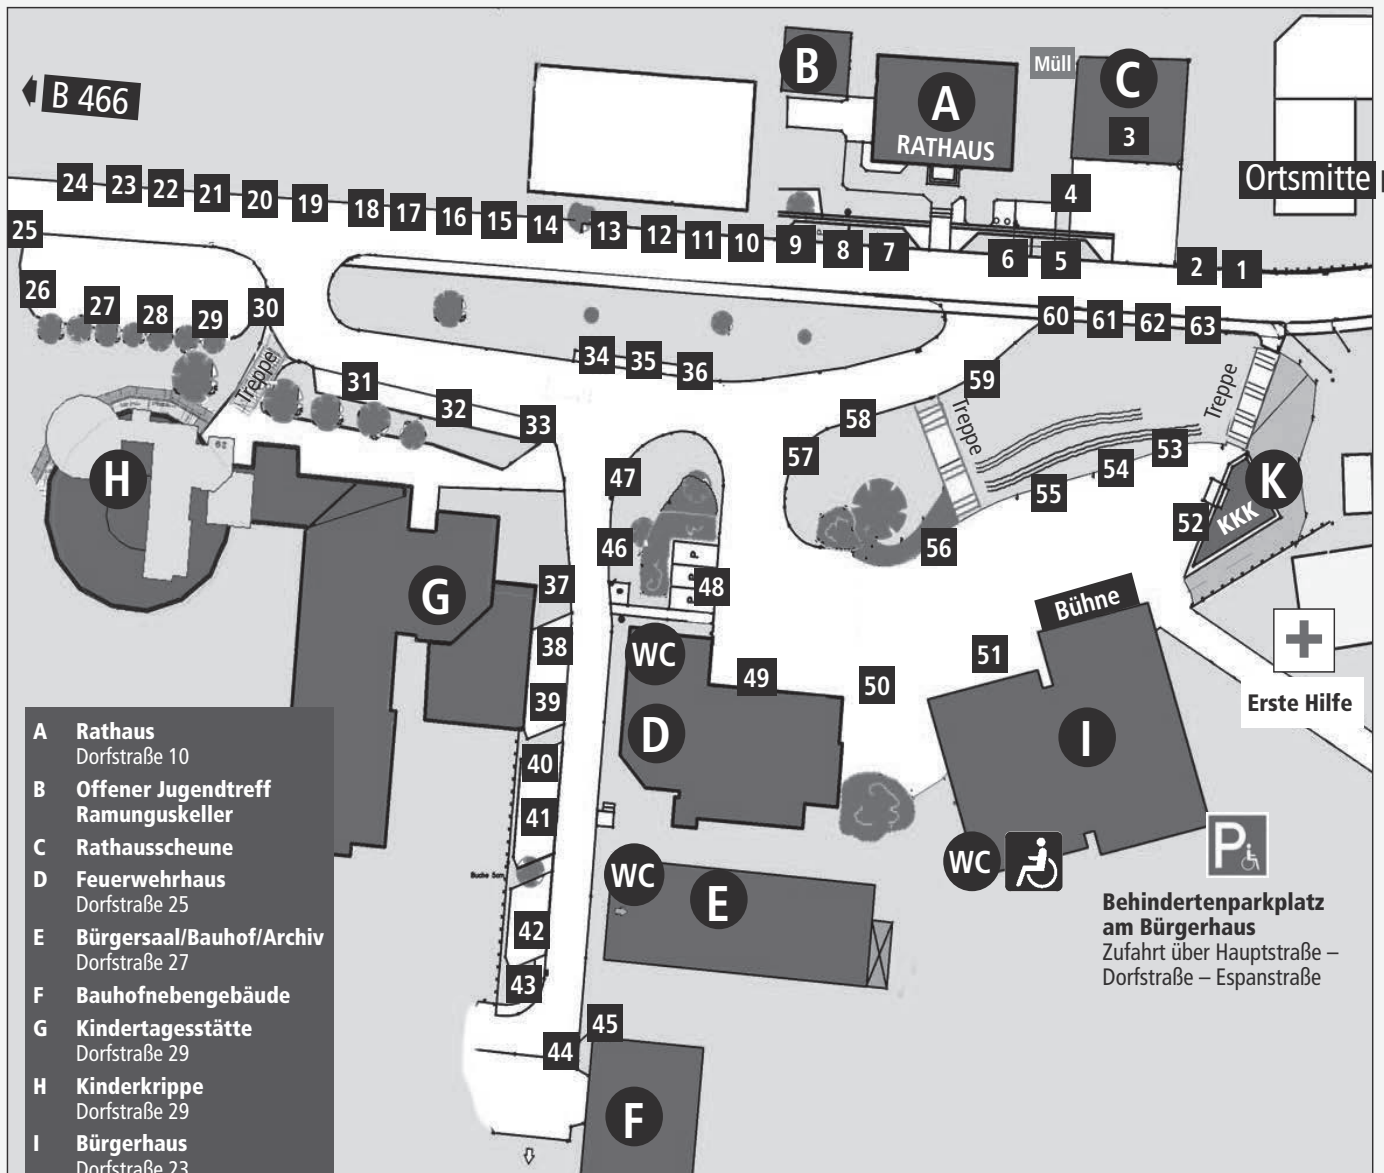 B
A
RATHAUS
Müll
C
3
B 466
Ortsmitte
24
23
22
21
20
19
18
17
16
15
14
13
12
11
10
9
8
7
6
5
4
2
1
25
26
27
28
29
30
60
61
62
63
34
35
36
31
32
33
59
58
57
Treppe
Treppe
Treppe
53
54
55
56
52
K
KKK
H
62
47
46
48
P
P
P
G
37
38
39
40
41
42
43
44
45
WC
D
49
50
51
Bühne
I
Erste Hilfe
WC
E
WC
P
Behindertenparkplatz
am Bürgerhaus
Zufahrt über Hauptstraße –
Dorfstraße – Espanstraße
F
A Rathaus
Dorfstraße 10
B Offener Jugendtreff
Ramunguskeller
C Rathausscheune
D Feuerwehrhaus
Dorfstraße 25
E Bürgersaal/Bauhof/Archiv
Dorfstraße 27
F Bauhofnebengebäude
G Kindertagesstätte
Dorfstraße 29
H Kinderkrippe
Dorfstraße 29
I Bürgerhaus
Dorfstraße 23